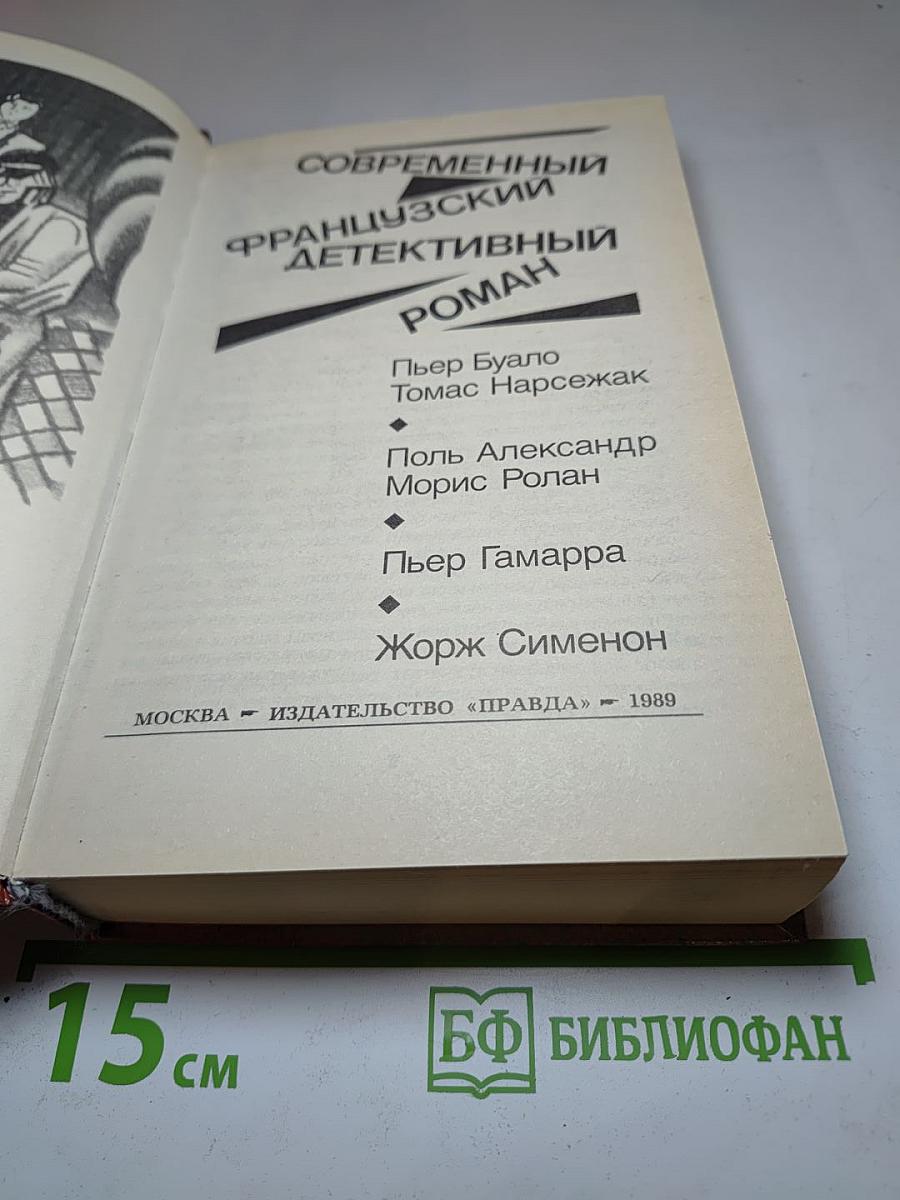 СОВРЕМЕННЫЙ
ФРАНЦУЗСКИЙ
ДЕТЕКТИВНЫЙ
РОМАН
Пьер Буало
Томас Нарсежак
Поль Александр
Морис Ролан
Пьер Гамарра
Жорж Сименон
МОСКВА ИЗДАТЕЛЬСТВО «ПРАВДА» 1989
15 см
БФ БИБЛИОФАН